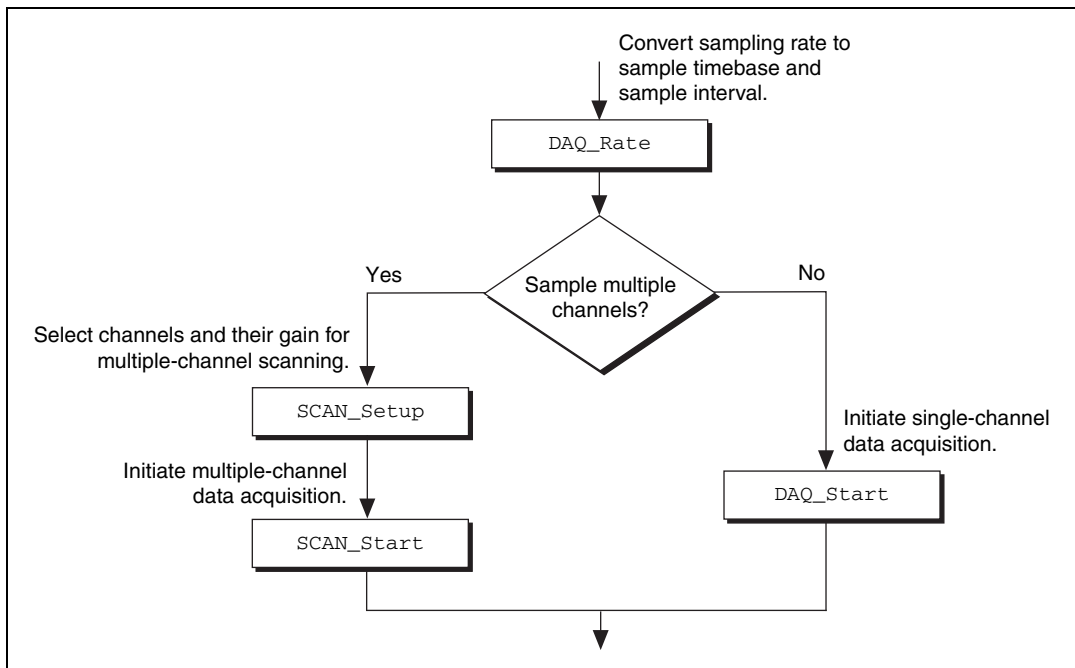 Convert sampling rate to
sample timebase and
sample interval.
DAQ_Rate
Sample multiple
channels?
Yes
No
Select channels and their gain for
multiple-channel scanning.
SCAN_Setup
Initiate multiple-channel
data acquisition.
SCAN_Start
Initiate single-channel
data acquisition.
DAQ_Start